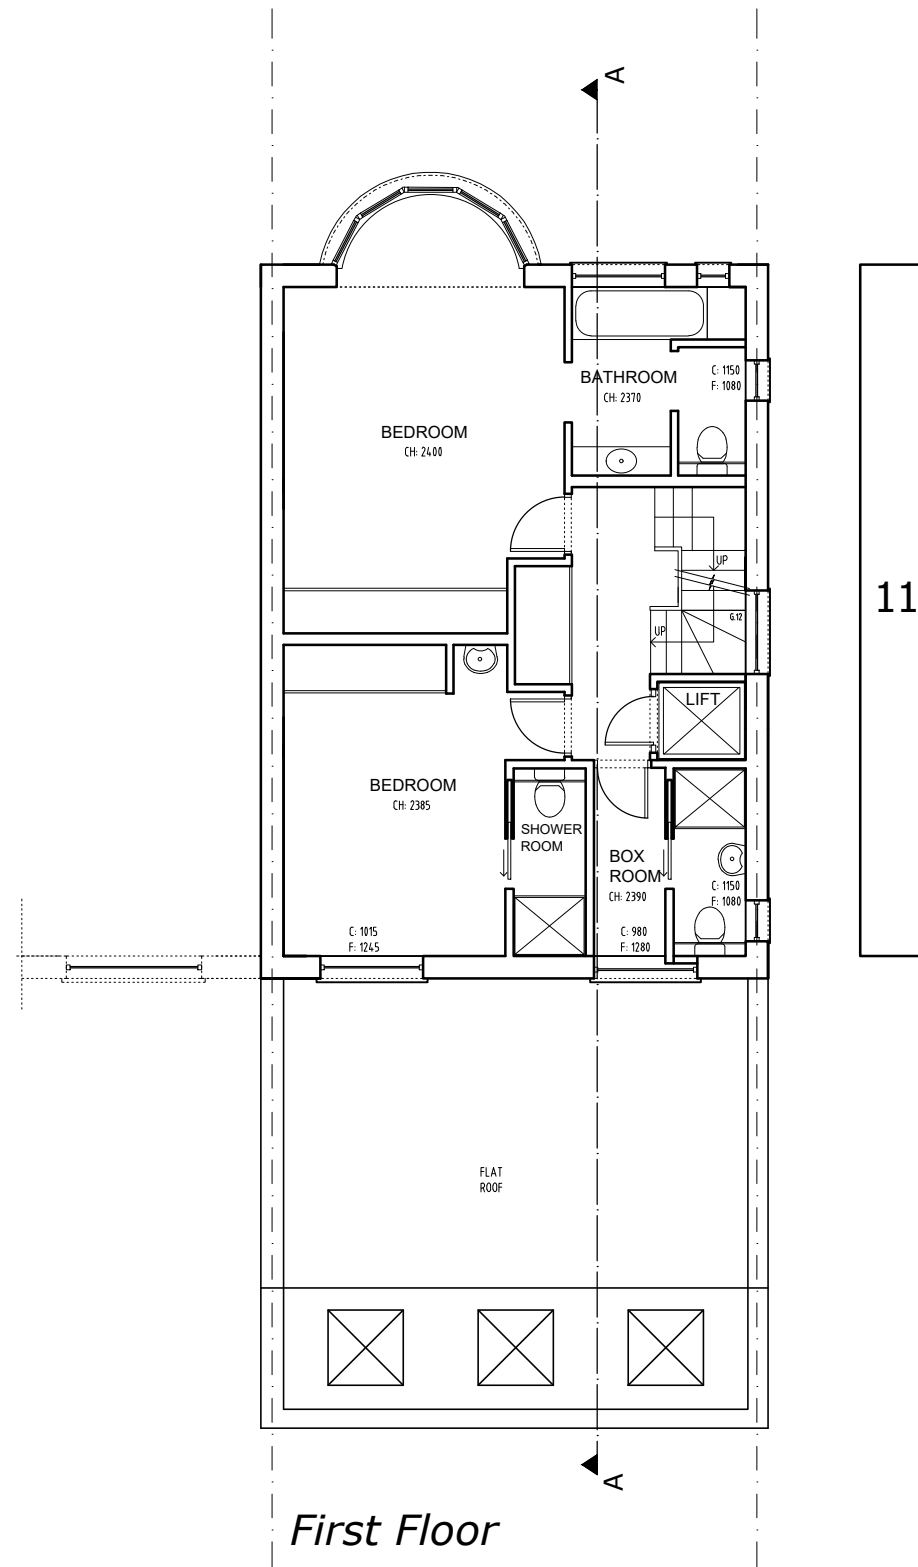 A
BATHROOM
CH: 2370
C: 1150
F: 1080
BEDROOM
CH: 2400
UP
11
G.12
UP
LIFT
BEDROOM
CH: 2385
SHOWER
ROOM
BOX
ROOM
CH: 2390
C: 1150
F: 1080
C: 1015
F: 1245
C: 980
F: 1280
FLAT
ROOF
A
First Floor